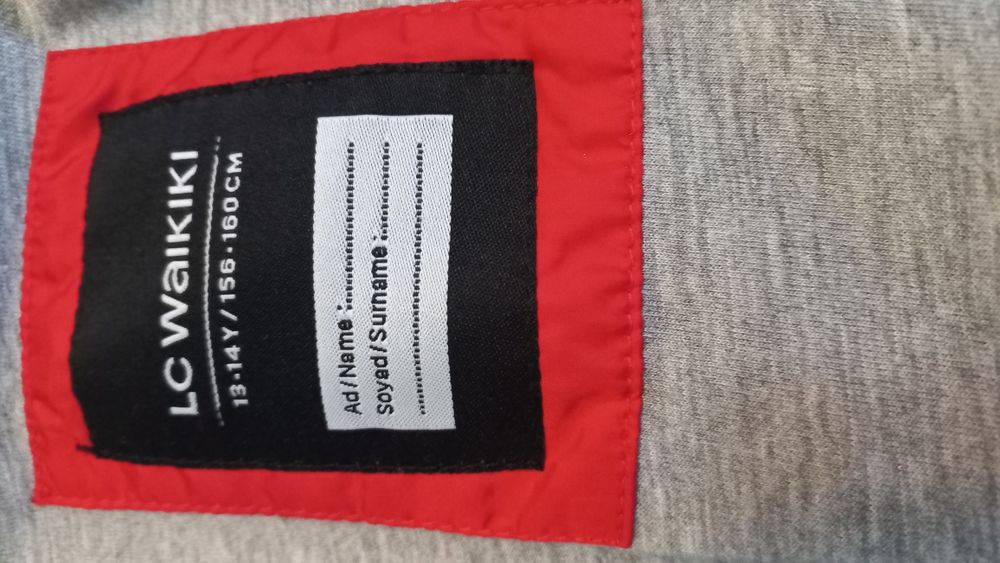 LC WAIKIKI
13-14Y/156-160CM
Ad/Name :
Soyad/Surname :